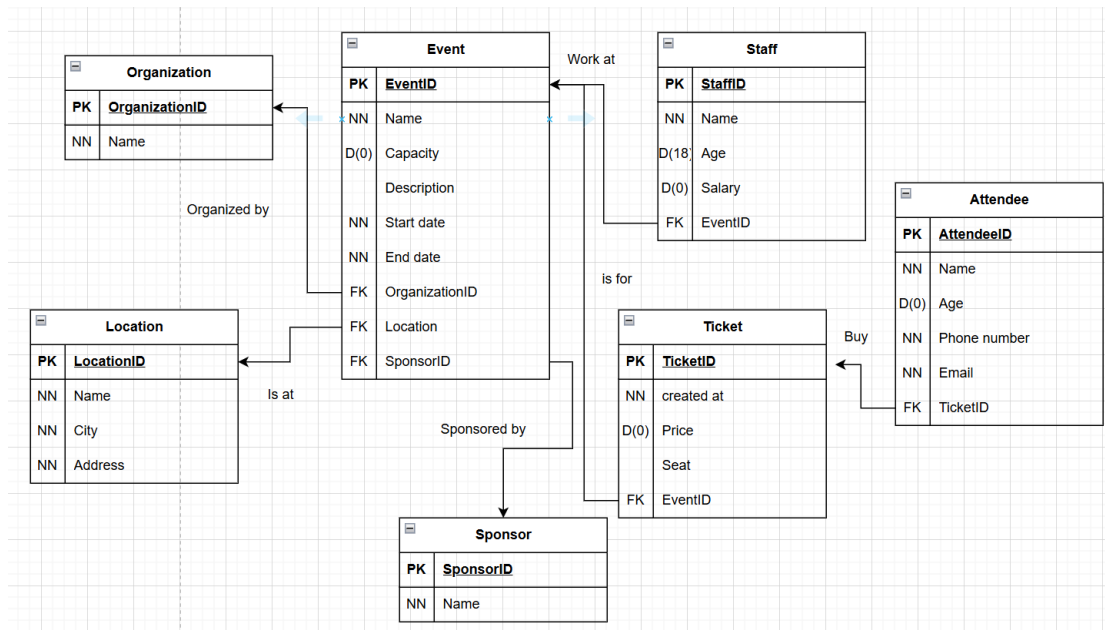 Organization
PK OrganizationID
NN Name
Event
PK EventID
NN Name
D(0) Capacity
Description
NN Start date
NN End date
FK OrganizationID
FK Location
FK SponsorID
Work at
Staff
PK StaffID
NN Name
D(18) Age
D(0) Salary
FK EventID
Attendee
PK AttendeeID
NN Name
D(0) Age
NN Phone number
NN Email
FK TicketID
Organized by
is for
Location
PK LocationID
NN Name
NN City
NN Address
Is at
Ticket
PK TicketID
NN created at
D(0) Price
Seat
FK EventID
Buy
Sponsored by
Sponsor
PK SponsorID
NN Name